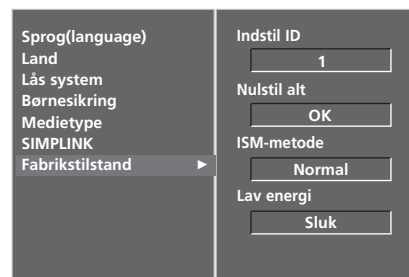 Sprog(language)
Land
Lås system
Børnesikring
Medietype
SIMPLINK
Fabrikstilstand ►
Indstil ID
1
Nulstil alt
OK
ISM-metode
Normal
Lav energi
Sluk